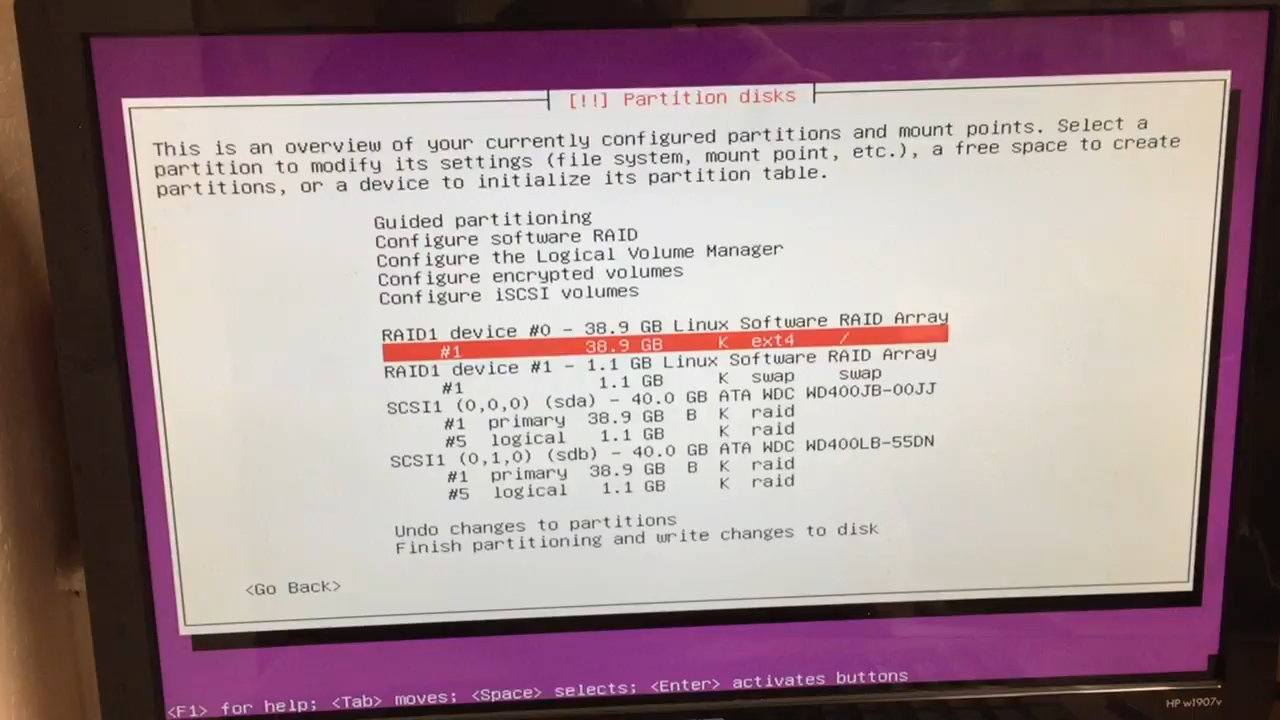 [!!] Partition disks
This is an overview of your currently configured partitions and mount points. Select a
partition to modify its settings (file system, mount point, etc.), a free space to create
partitions, or a device to initialize its partition table.
Guided partitioning
Configure software RAID
Configure the Logical Volume Manager
Configure encrypted volumes
Configure iSCSI volumes
RAID1 device #0 - 38.9 GB Linux Software RAID Array
#1 38.9 GB K ext4 /
RAID1 device #1 - 1.1 GB Linux Software RAID Array
#1 1.1 GB K swap swap
SCSI1 (0,0,0) (sda) - 40.0 GB ATA WDC WD400JB-00JJ
#1 primary 38.9 GB B K raid
#5 logical 1.1 GB K raid
SCSI1 (0,1,0) (sdb) - 40.0 GB ATA WDC WD400LB-55DN
#1 primary 38.9 GB B K raid
#5 logical 1.1 GB K raid
Undo changes to partitions
Finish partitioning and write changes to disk
<Go Back>
<F1> for help; <Tab> moves; <Space> selects; <Enter> activates buttons
HP w1907v